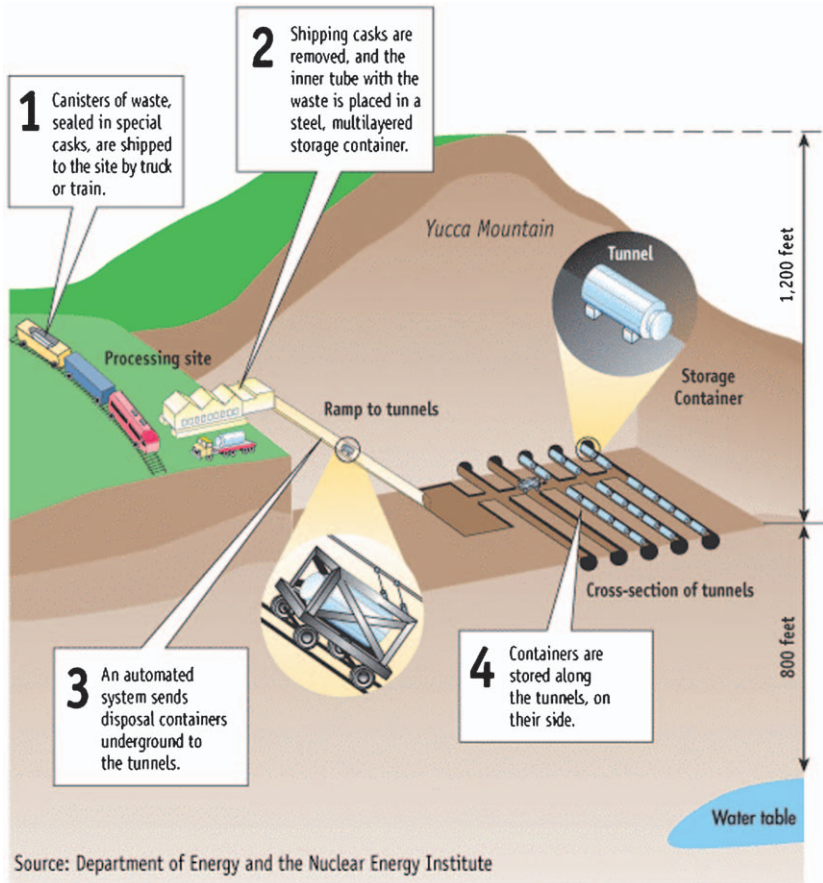 1
Canisters of waste,
sealed in special
casks, are shipped
to the site by truck
or train.
2
Shipping casks are
removed, and the
inner tube with the
waste is placed in a
steel, multilayered
storage container.
Yucca Mountain
Tunnel
1,200 feet
Processing site
Storage
Container
Ramp to tunnels
Cross-section of tunnels
3
An automated
system sends
disposal containers
underground to
the tunnels.
4
Containers are
stored along
the tunnels, on
their side.
800 feet
Water table
Source: Department of Energy and the Nuclear Energy Institute